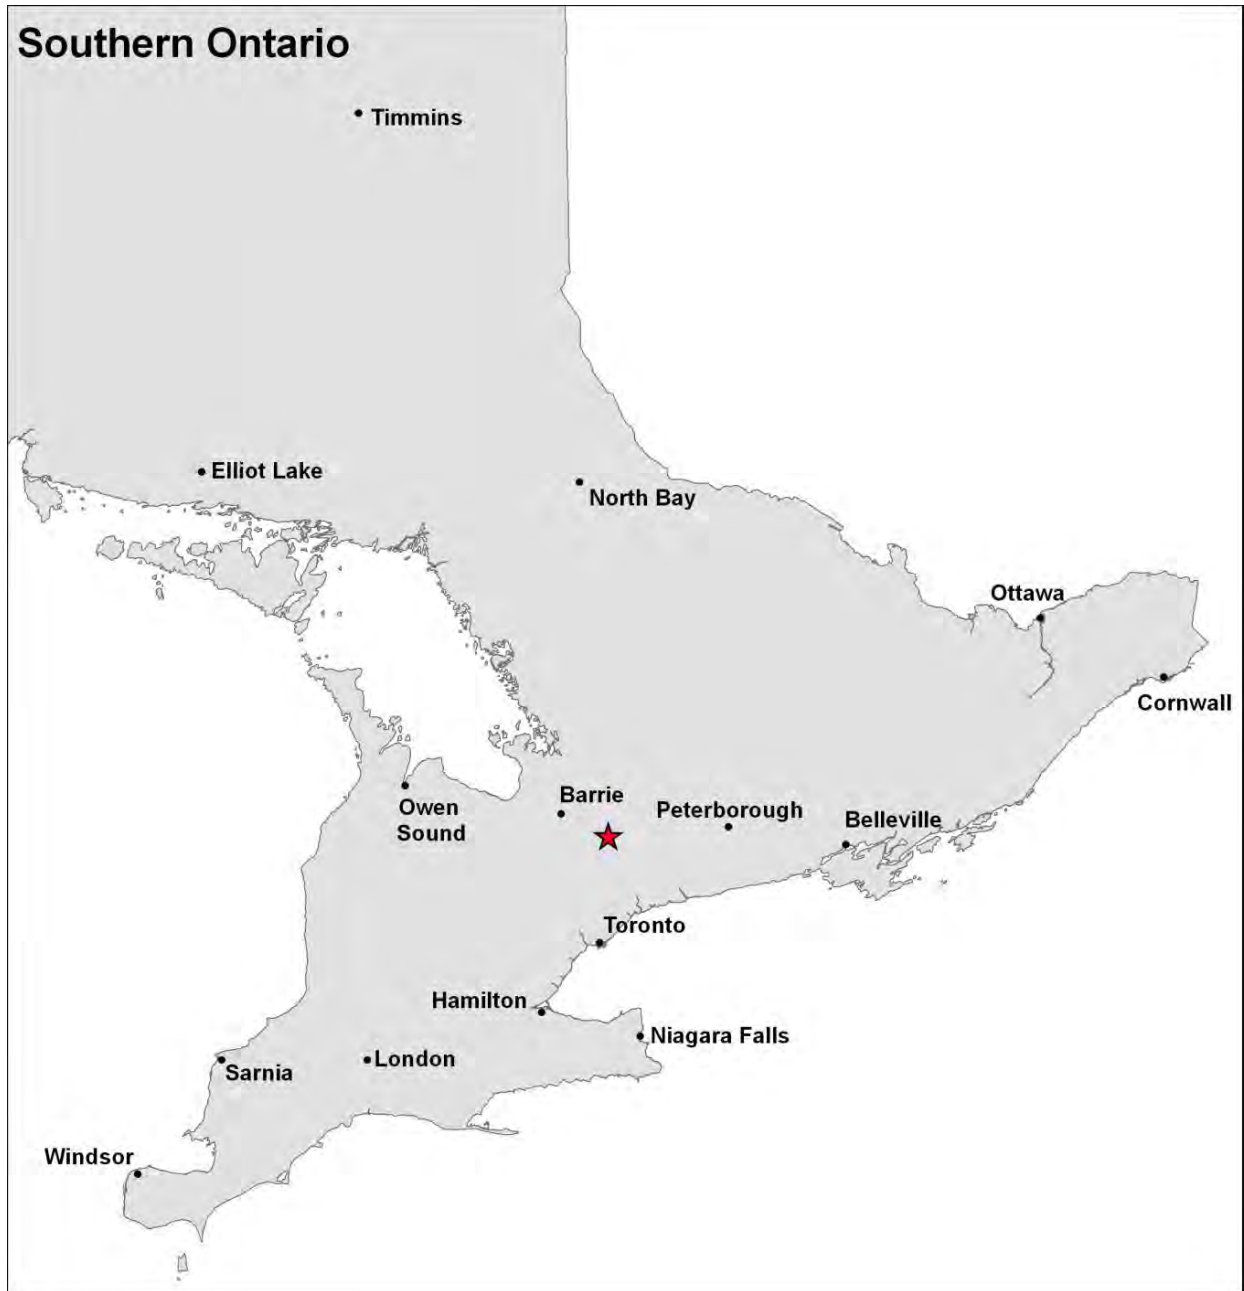 Southern Ontario
Timmins
Elliot Lake
North Bay
Ottawa
Cornwall
Barrie
Peterborough
Belleville
Owen
Sound
Toronto
Hamilton
Niagara Falls
London
Sarnia
Windsor